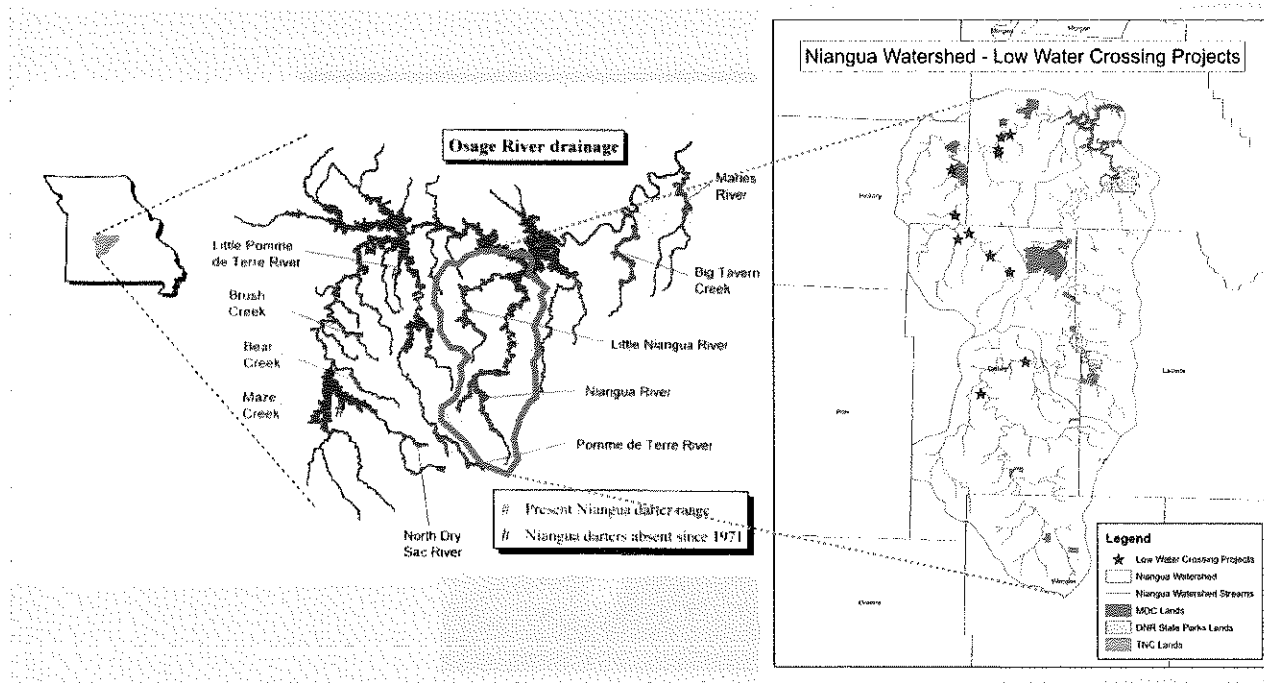 Osage River drainage
Maries
River
Little Pomme
de Terre River
Big Tavern
Creek
Brush
Creek
Little Niangua River
Bear
Creek
Niangua River
Maze
Creek
#
Pomme de Terre River
# Present Niangua darter range
# Niangua darters absent since 1971
North Dry
Sac River
Morgan
Niangua Watershed - Low Water Crossing Projects
Hickory
Laclede
Polk
Dallas
Webster
Greene
Legend
Low Water Crossing Projects
Niangua Watershed
Niangua Watershed Streams
MDC Lands
DNR State Parks Lands
TNC Lands